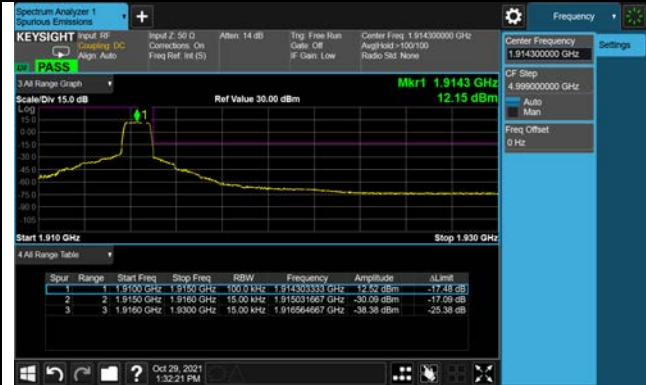 Spectrum Analyzer 1
Spurious Emissions
+
Frequency
KEYSIGHT Input: RF Input Z: 50 Ω Atten: 14 dB Trig: Free Run Center Freq: 1.914300000 GHz
Coupling: DC Corrections: On Gate: Off Avg|Hold:>100/100
Align: Auto Freq Ref: Int (S) IF Gain: Low Radio Std: None
PASS
Center Frequency
1.914300000 GHz
Settings
CF Step
4.999000000 GHz
Auto
Man
Freq Offset
0 Hz
3 All Range Graph
Mkr1 1.9143 GHz
Scale/Div 15.0 dB Ref Value 30.00 dBm 12.15 dBm
Log
1
15.0
0.00
-15.0
-30.0
-45.0
-60.0
-75.0
-90.0
-105
Start 1.910 GHz Stop 1.930 GHz
4 All Range Table
Spur Range Start Freq Stop Freq RBW Frequency Amplitude ΔLimit
1 1 1.9100 GHz 1.9150 GHz 100.0 kHz 1.914303333 GHz 12.52 dBm -17.48 dB
2 2 1.9150 GHz 1.9160 GHz 15.00 kHz 1.915031667 GHz -30.09 dBm -17.09 dB
3 3 1.9160 GHz 1.9300 GHz 15.00 kHz 1.916564667 GHz -38.38 dBm -25.38 dB
? Oct 29, 2021
1:32:21 PM